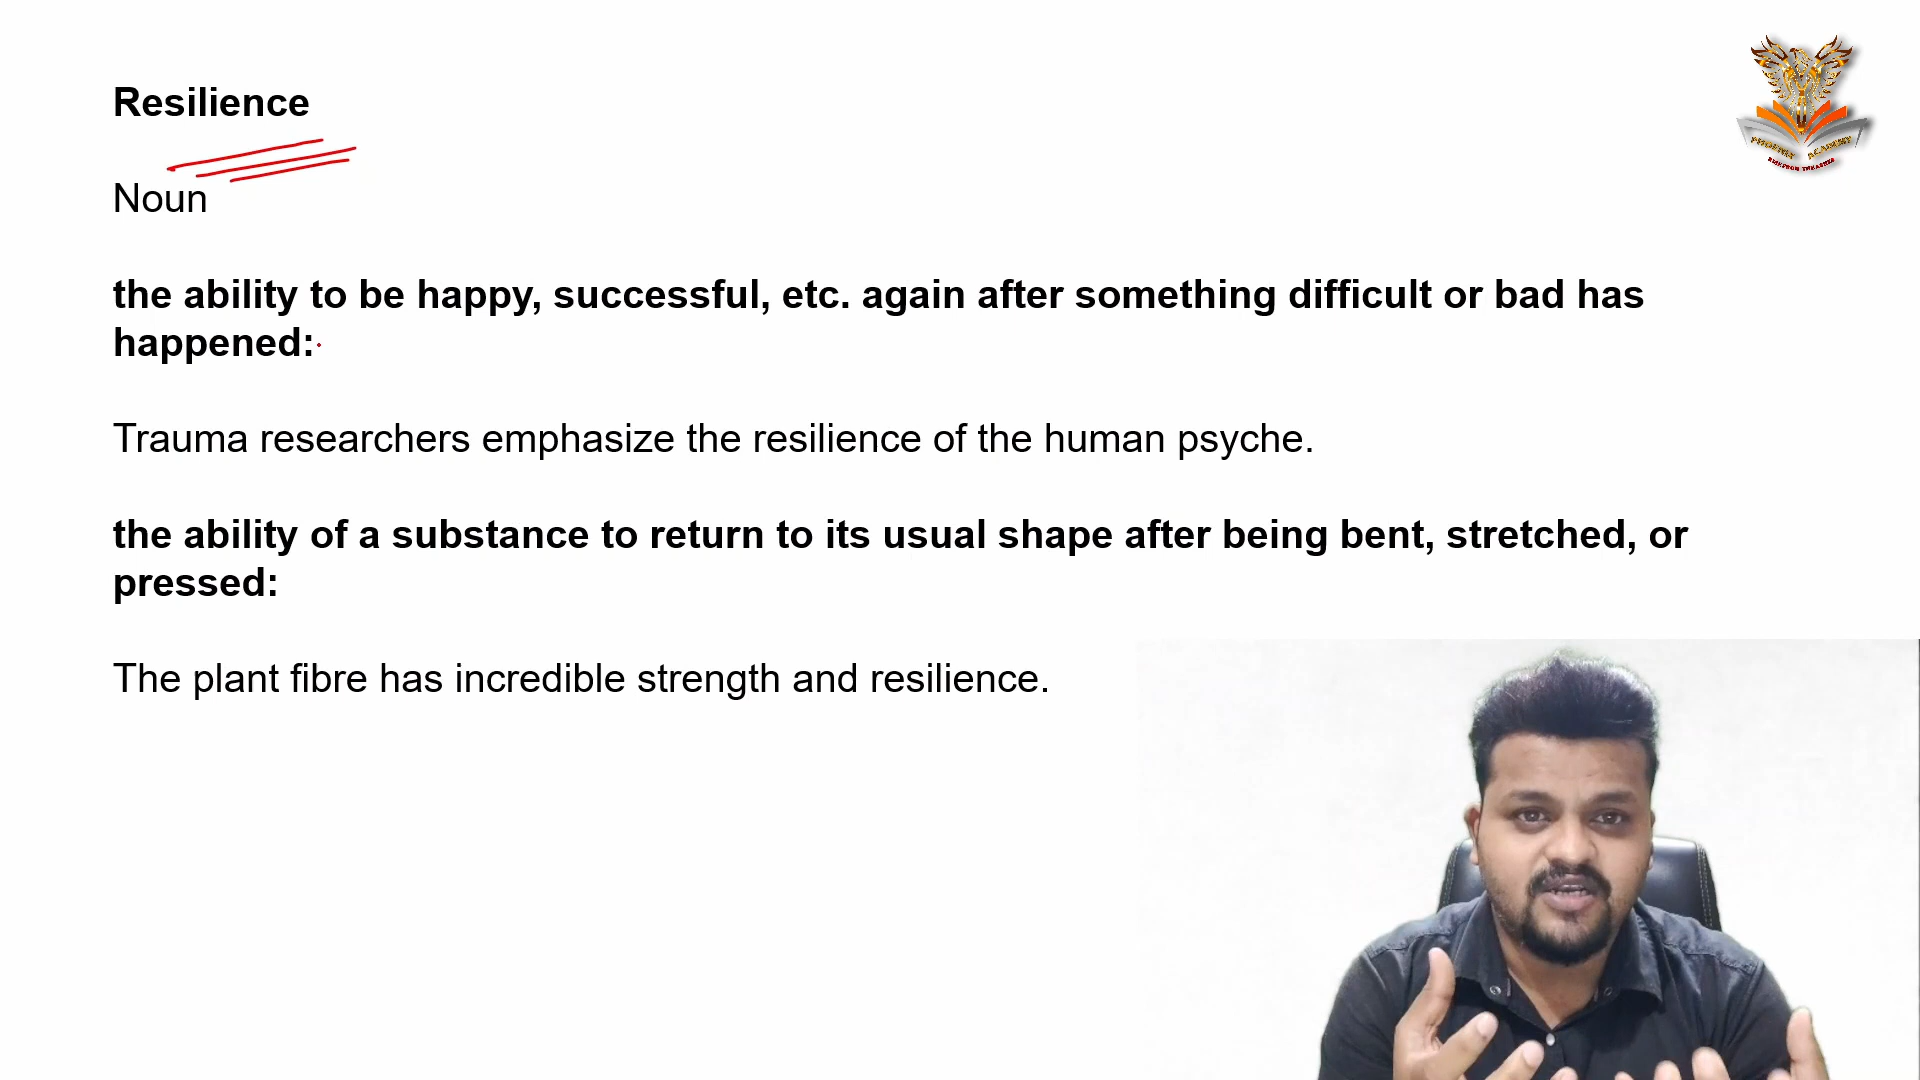 Resilience
Noun
the ability to be happy, successful, etc. again after something difficult or bad has
happened:
Trauma researchers emphasize the resilience of the human psyche.
the ability of a substance to return to its usual shape after being bent, stretched, or
pressed:
The plant fibre has incredible strength and resilience.
PHOENIX ACADEMY